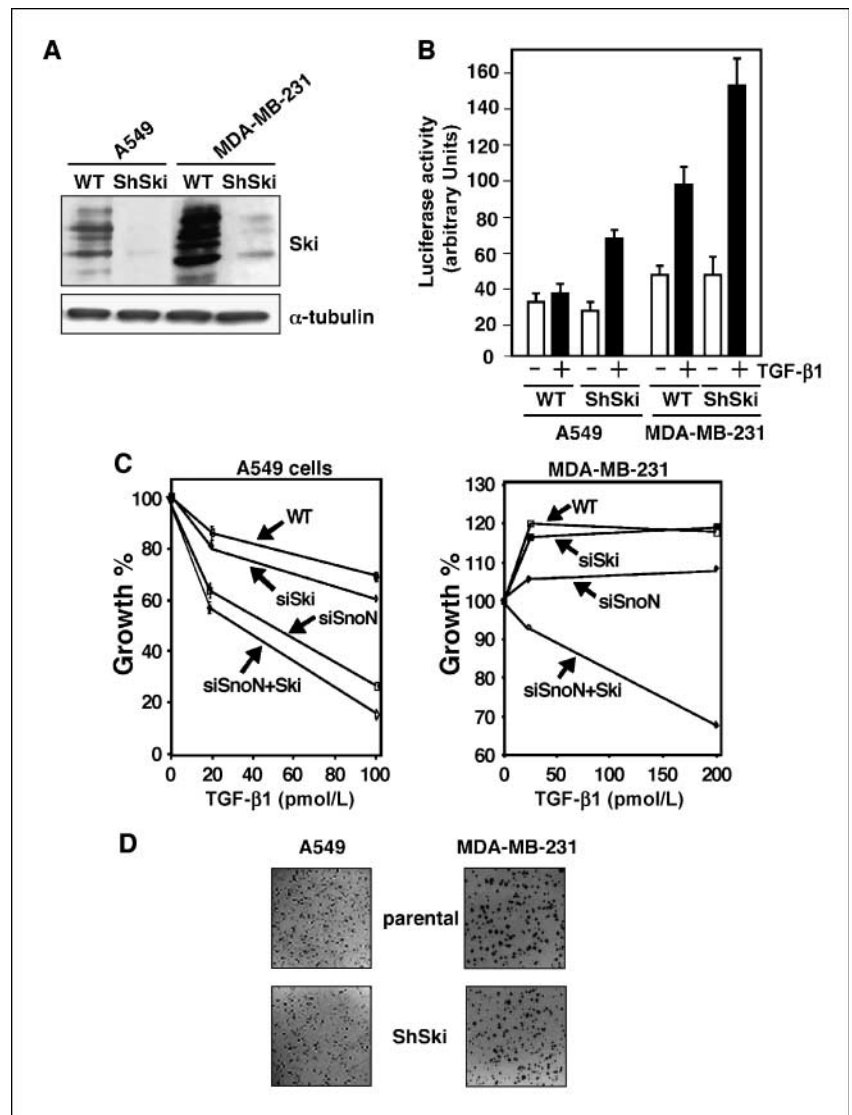 A
A549
MDA-MB-231
WT ShSki WT ShSki
Ski
α-tubulin
B
Luciferase activity
(arbitrary Units)
160
140
120
100
80
60
40
20
0
- + - + - + - + TGF-β1
WT ShSki WT ShSki
A549 MDA-MB-231
C
A549 cells
Growth %
100
80
60
40
20
0
WT
siSki
siSnoN
siSnoN+Ski
0 20 40 60 80 100
TGF-β1 (pmol/L)
MDA-MB-231
Growth %
130
120
110
100
90
80
70
60
WT
siSki
siSnoN
siSnoN+Ski
0 50 100 150 200
TGF-β1 (pmol/L)
D
A549 MDA-MB-231
parental
ShSki